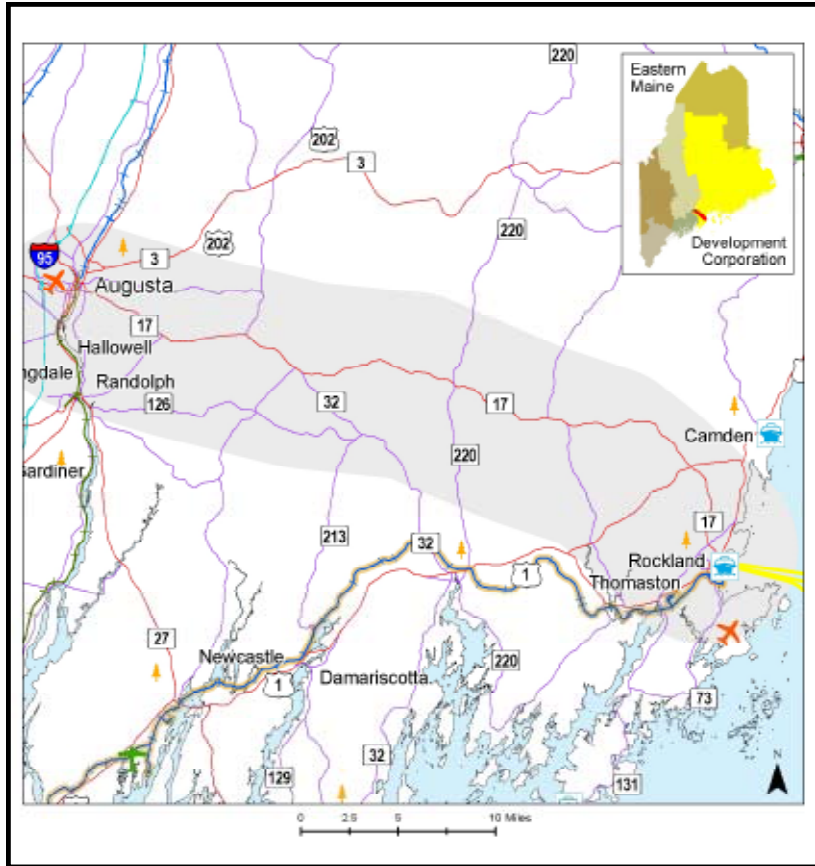 220
Eastern
Maine
202
3
220
202
3
95
Development
Corporation
Augusta
17
Hallowell
ngdale
Randolph
126
32
17
Camden
220
Gardiner
213
32
17
Rockland
1
Thomaston
27
Newcastle
1
Damariscotta
220
73
32
129
131
N
0 2.5 5 10 Miles